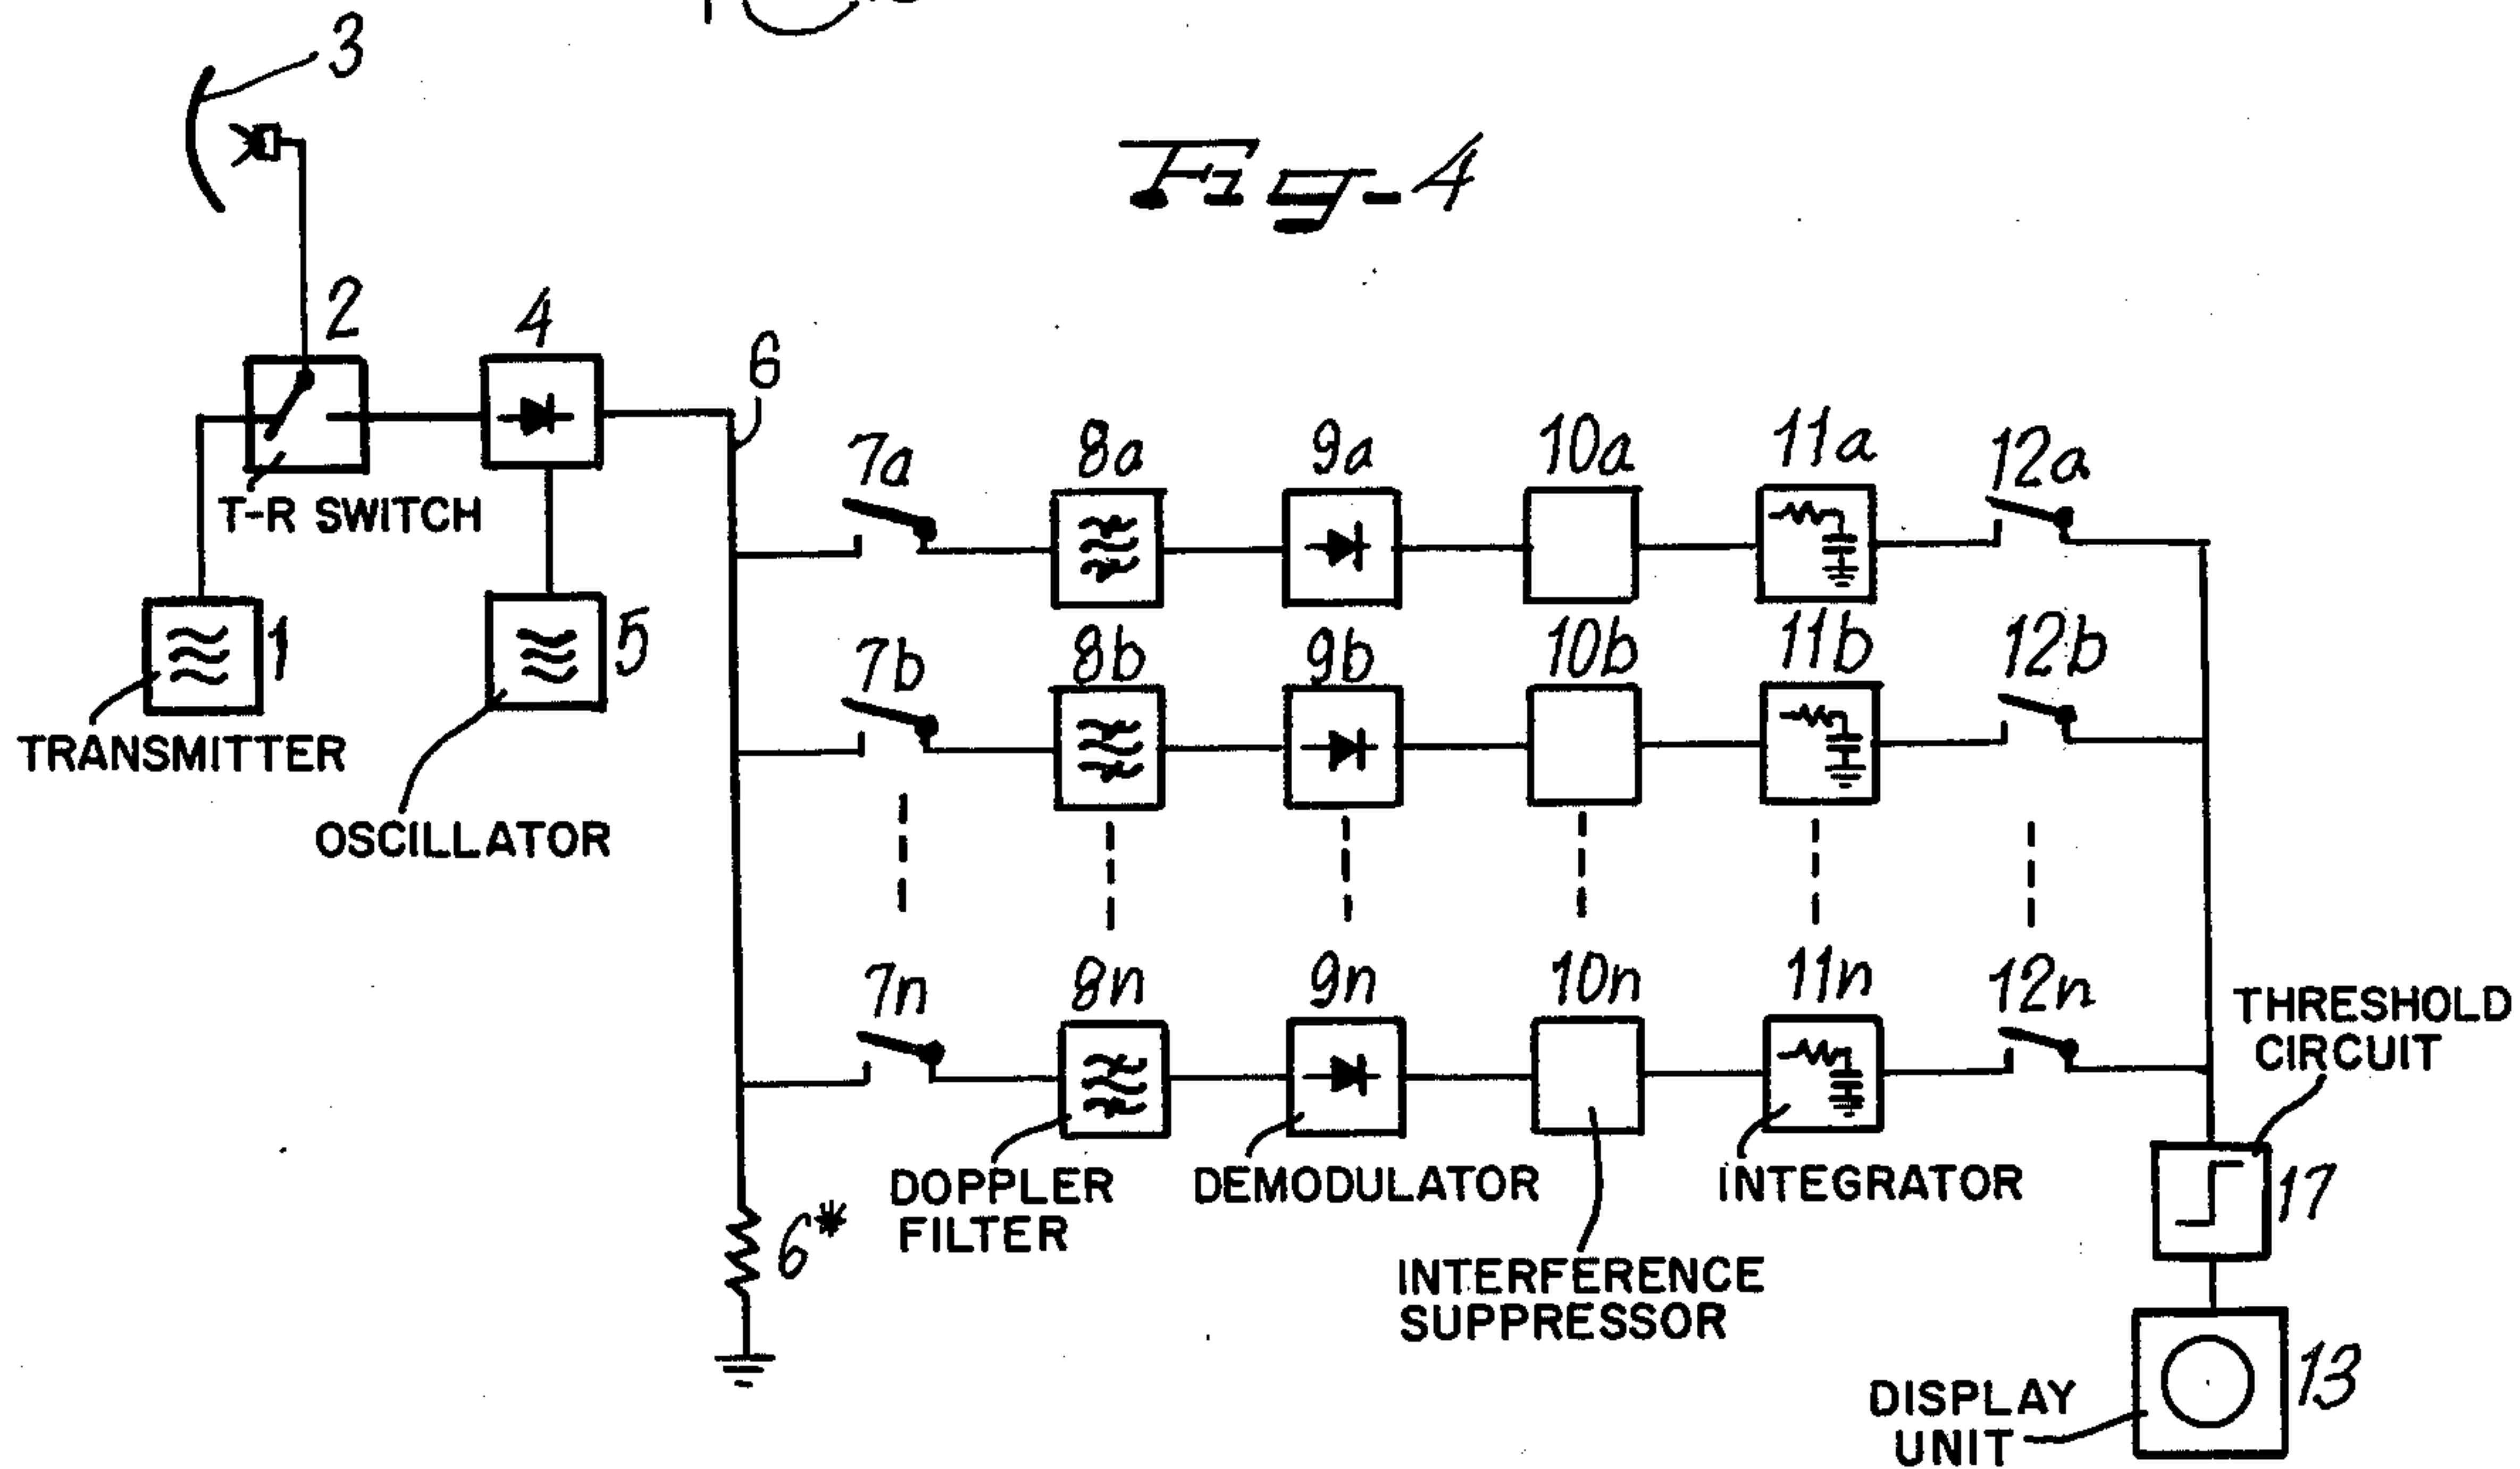 3
Fig-4
2
4
6
7a
8a
9a
10a
11a
12a
T-R SWITCH
1
5
7b
8b
9b
10b
11b
12b
TRANSMITTER
OSCILLATOR
7n
8n
9n
10n
11n
12n
THRESHOLD
CIRCUIT
DOPPLER
FILTER
DEMODULATOR
INTEGRATOR
17
6*
INTERFERENCE
SUPPRESSOR
DISPLAY
UNIT
13